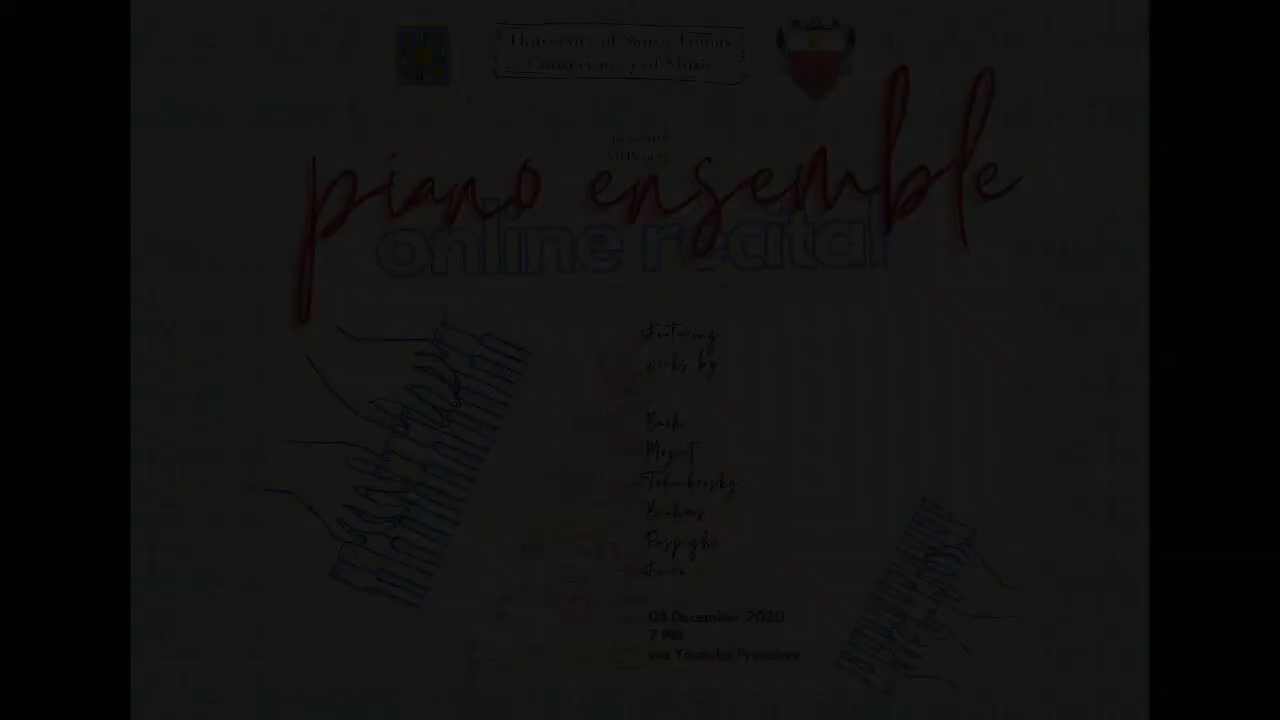 University of Santo Tomas
Conservatory of Music
presents
piano ensemble
online recital
Featuring
works by
Bach
Mozart
Tchaikovsky
Brahms
Respighi
03 December 2020
7 PM
via Youtube Premiere